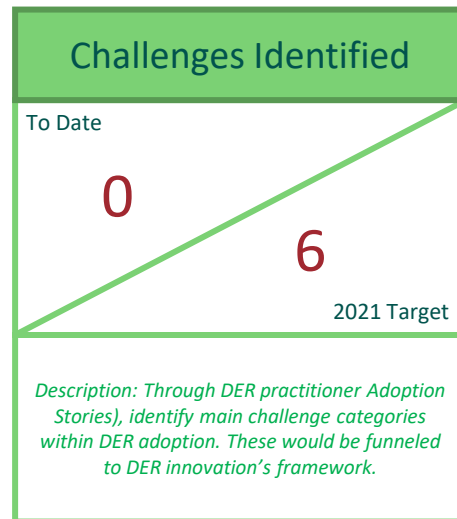 Challenges Identified
To Date
0
6
2021 Target
Description: Through DER practitioner Adoption
Stories), identify main challenge categories
within DER adoption. These would be funneled
to DER innovation’s framework.